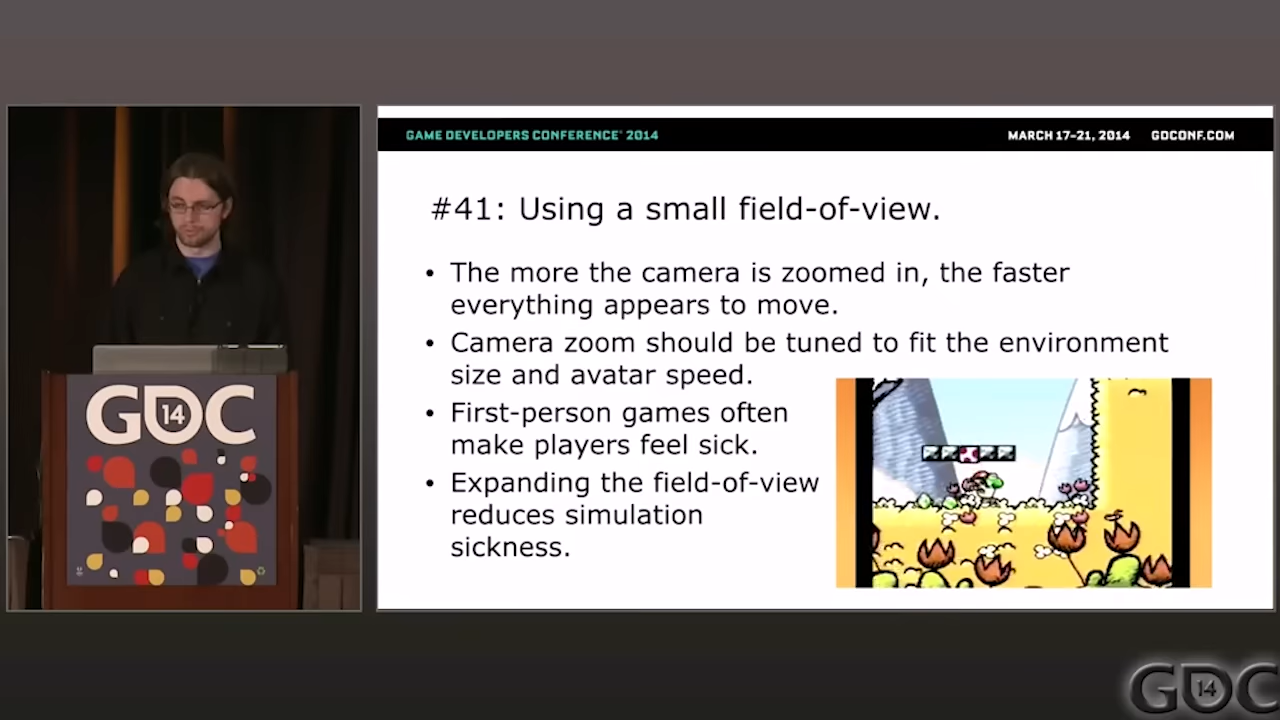 GAME DEVELOPERS CONFERENCE® 2014
MARCH 17-21, 2014 GDCONF.COM
#41: Using a small field-of-view.
• The more the camera is zoomed in, the faster
everything appears to move.
• Camera zoom should be tuned to fit the environment
size and avatar speed.
• First-person games often
make players feel sick.
• Expanding the field-of-view
reduces simulation
sickness.
GDC
14
GDC
14